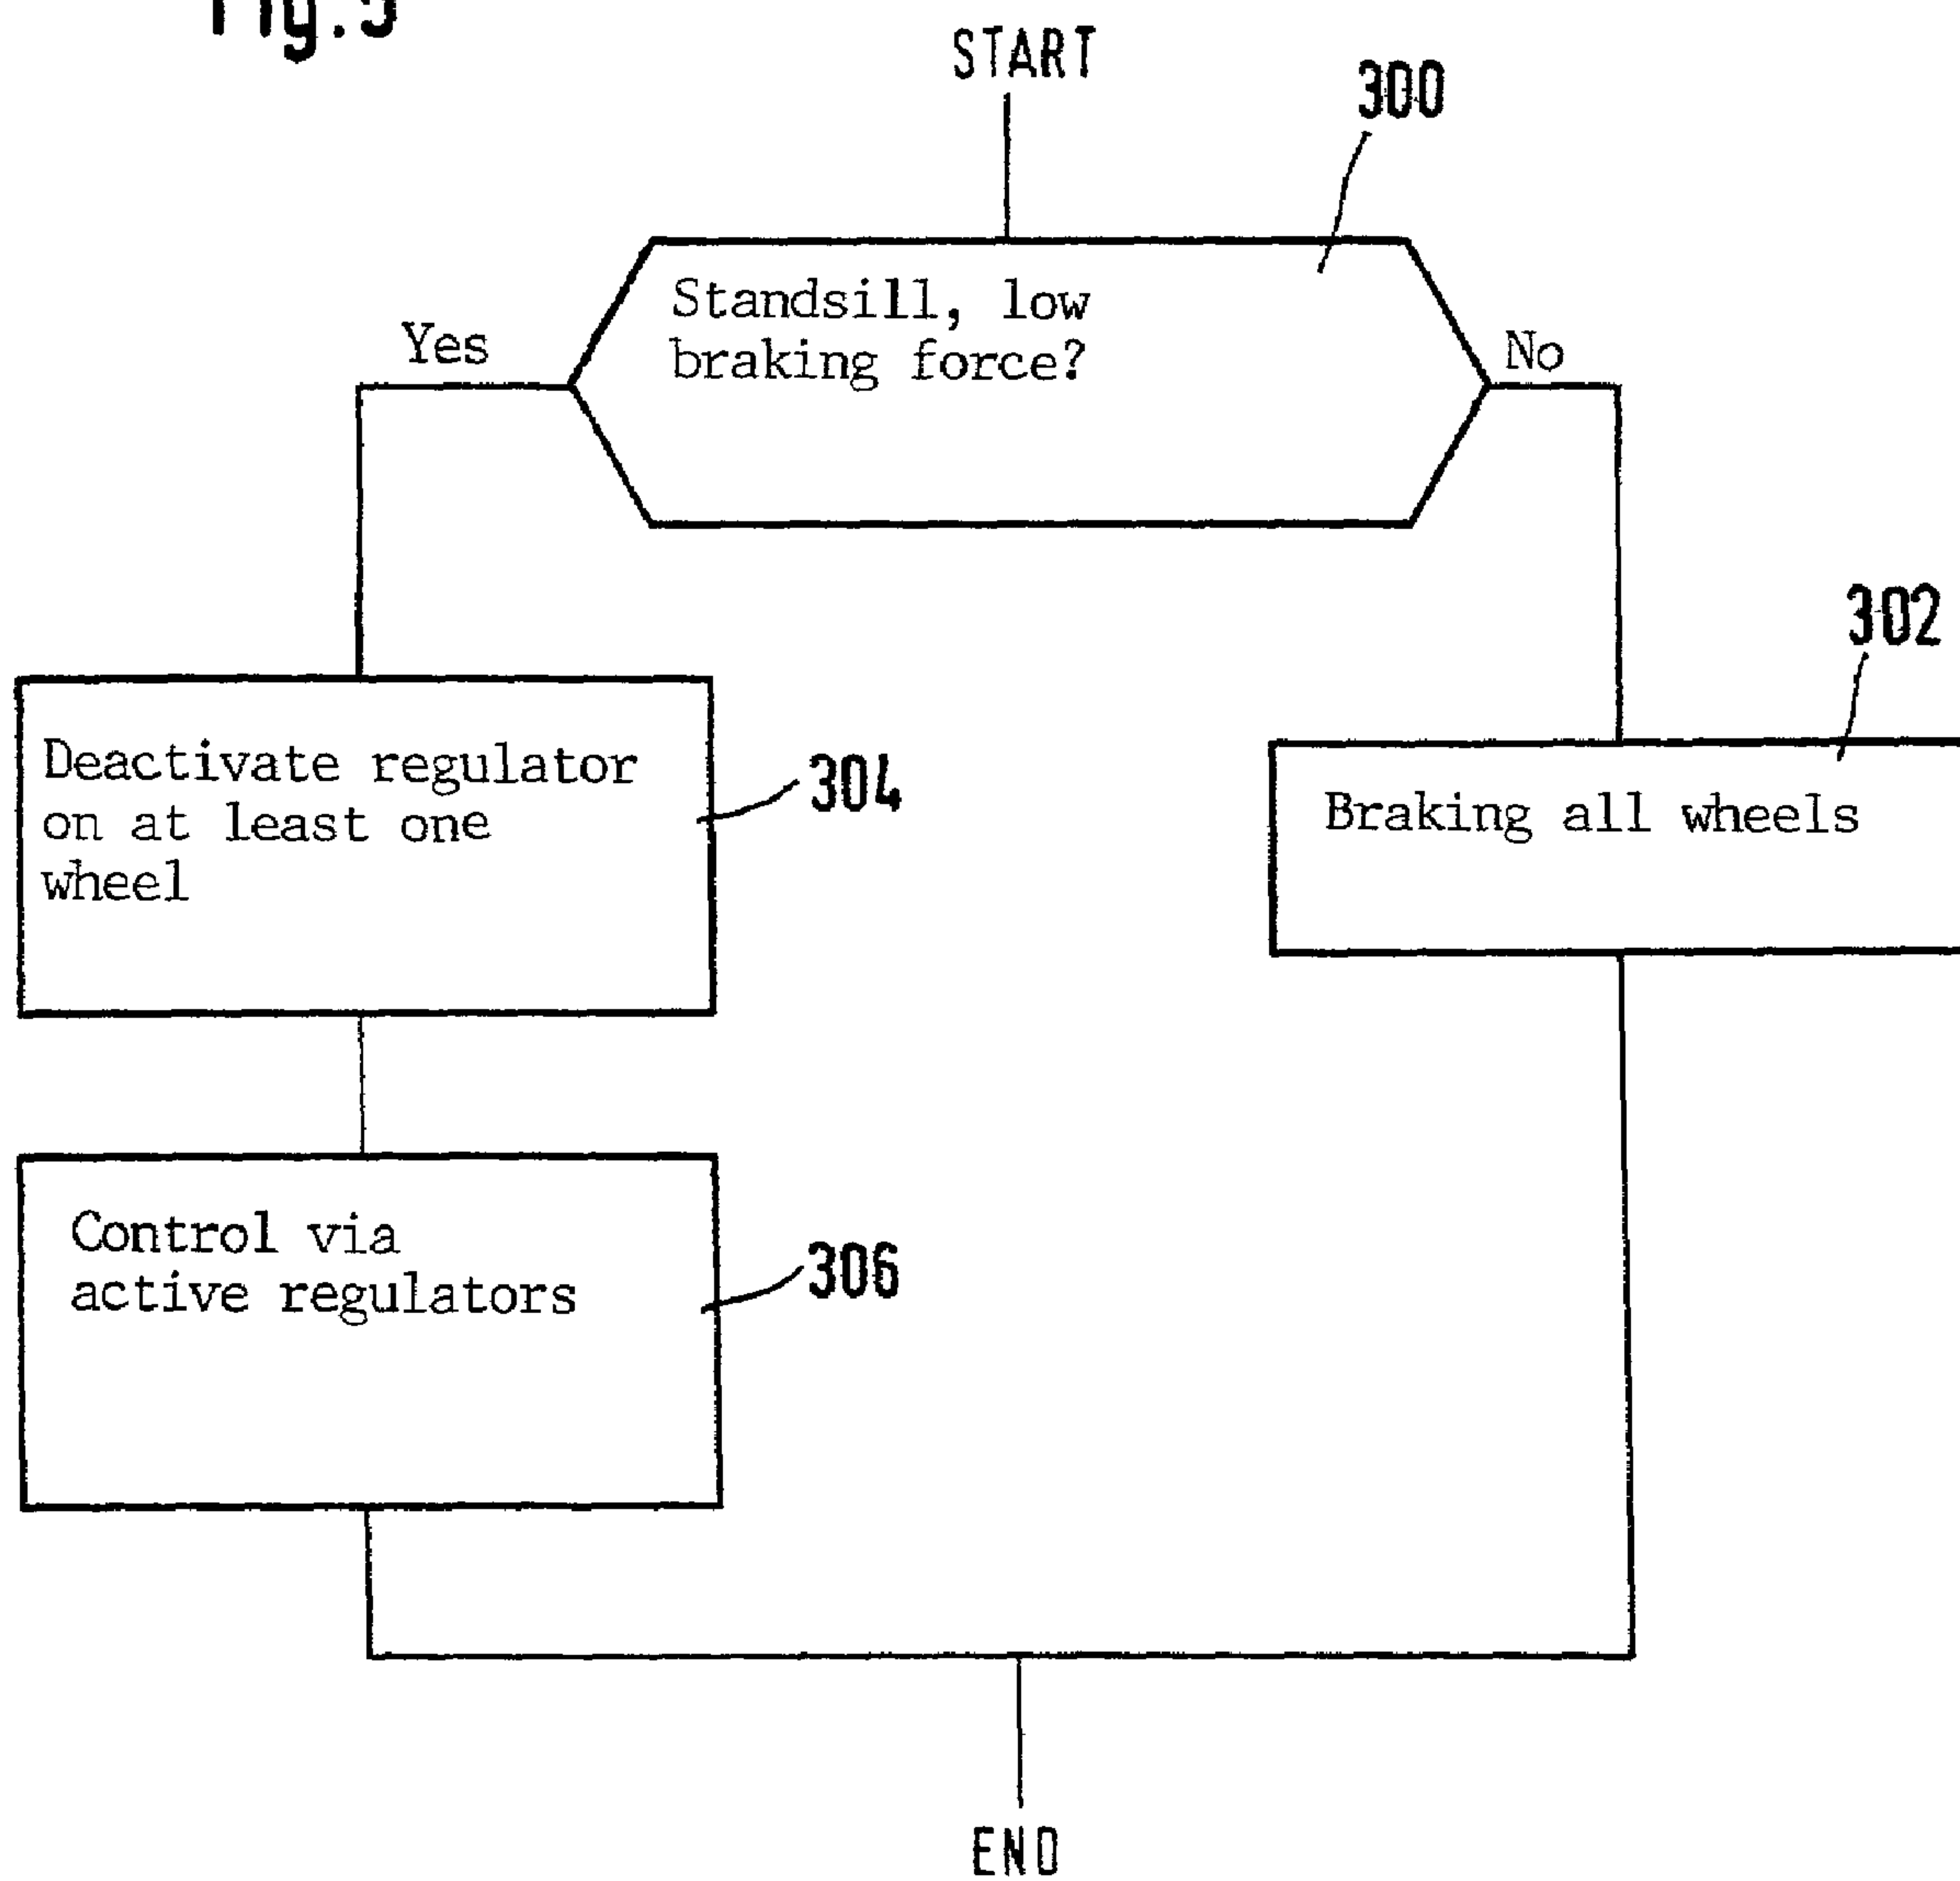 Fig.
START
300
Standsill, low
braking force?
Yes
No
302
Deactivate regulator
on at least one
wheel
304
Braking all wheels
Control via
active regulators
306
END